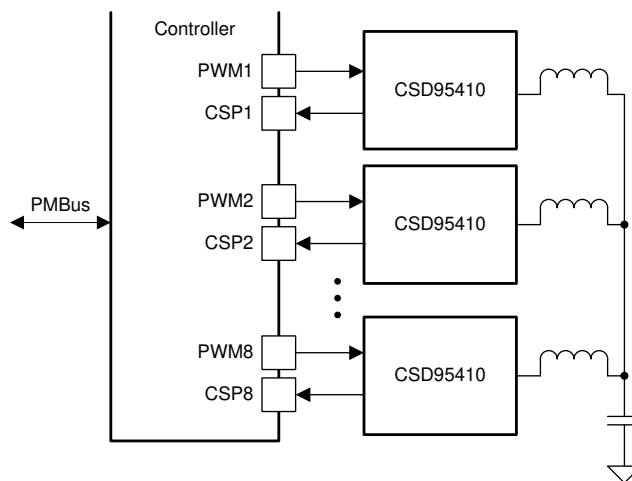 Controller
PWM1
CSD95410
CSP1
PWM2
CSD95410
PMBus
CSP2
PWM8
CSD95410
CSP8